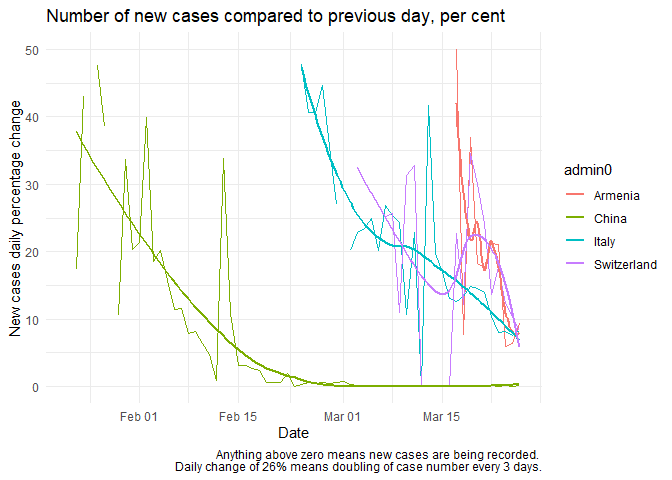 Number of new cases compared to previous day, per cent
New cases daily percentage change
50
40
30
20
10
0
Feb 01
Feb 15
Mar 01
Mar 15
Date
admin0
Armenia
China
Italy
Switzerland
Anything above zero means new cases are being recorded.
Daily change of 26% means doubling of case number every 3 days.